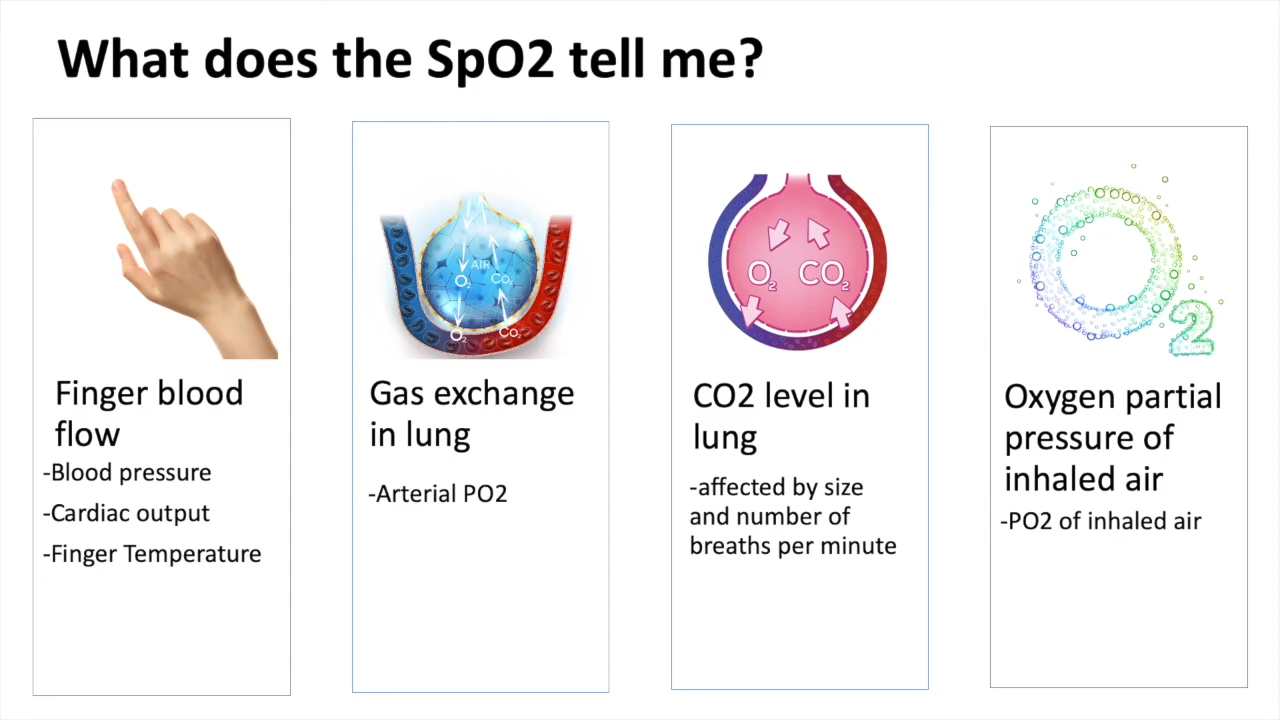 What does the SpO2 tell me?
Finger blood
flow
-Blood pressure
-Cardiac output
-Finger Temperature
AIR
O2
CO2
O2
CO2
Gas exchange
in lung
-Arterial PO2
O2 CO2
CO2 level in
lung
-affected by size
and number of
breaths per minute
O2
Oxygen partial
pressure of
inhaled air
-PO2 of inhaled air